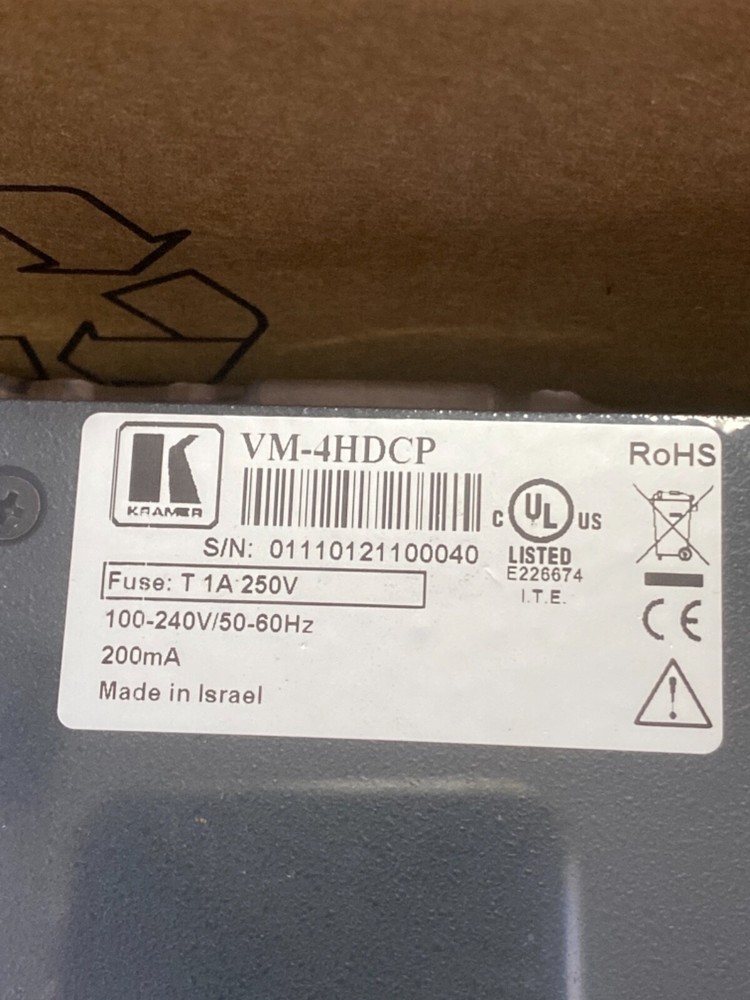 KRAMER
VM-4HDCP
S/N: 01110121100040
Fuse: T 1A 250V
100-240V/50-60Hz
200mA
Made in Israel
C UL US
LISTED
E226674
I.T.E.
RoHS
CE